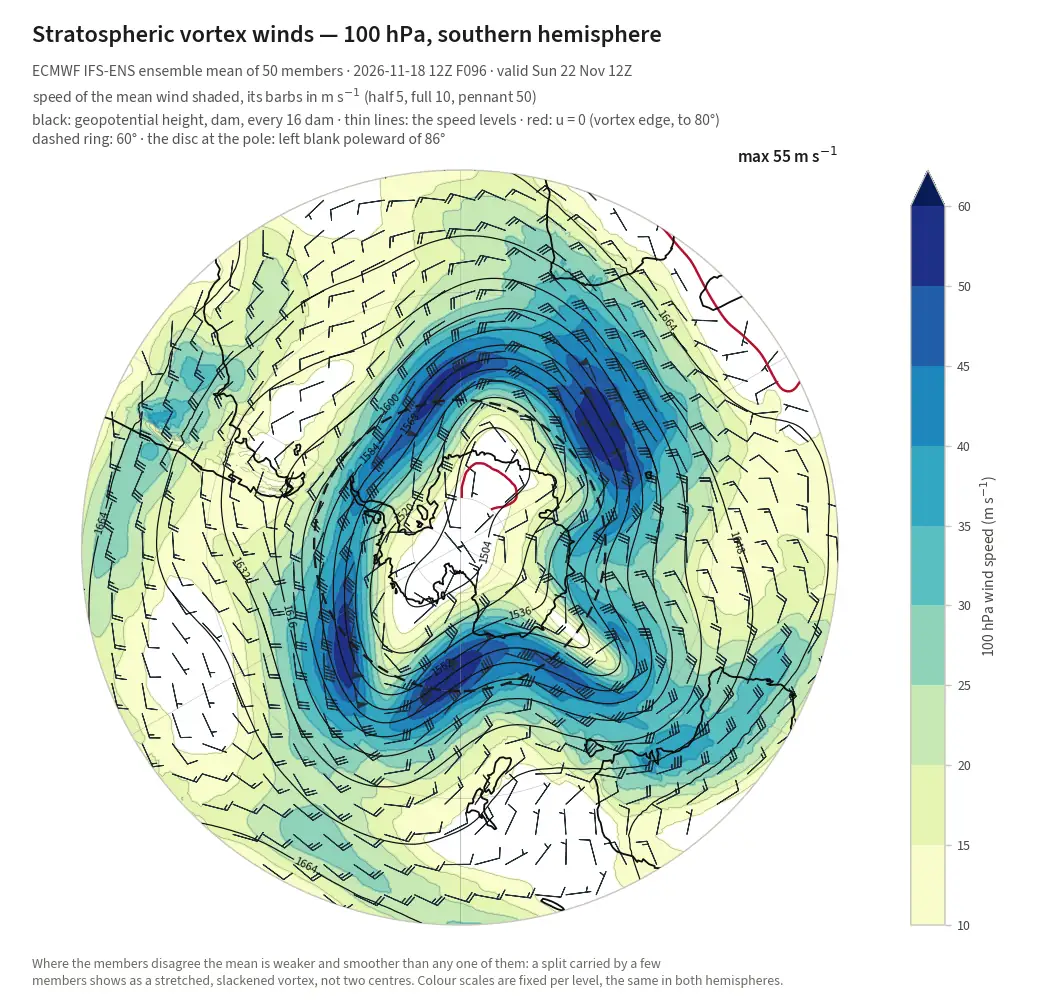 Stratospheric vortex winds — 100 hPa, southern hemisphere
ECMWF IFS-ENS ensemble mean of 50 members · 2026-11-18 12Z F096 · valid Sun 22 Nov 12Z
speed of the mean wind shaded, its barbs in m s⁻¹ (half 5, full 10, pennant 50)
black: geopotential height, dam, every 16 dam · thin lines: the speed levels · red: u = 0 (vortex edge, to 80°)
dashed ring: 60° · the disc at the pole: left blank poleward of 86°
max 55 m s⁻¹
60
50
45
40
35
30
25
20
15
10
100 hPa wind speed (m s⁻¹)
1664
1600
1568
1584
1520
1664
1504
1648
1632
1616
1536
1664
Where the members disagree the mean is weaker and smoother than any one of them: a split carried by a few
members shows as a stretched, slackened vortex, not two centres. Colour scales are fixed per level, the same in both hemispheres.